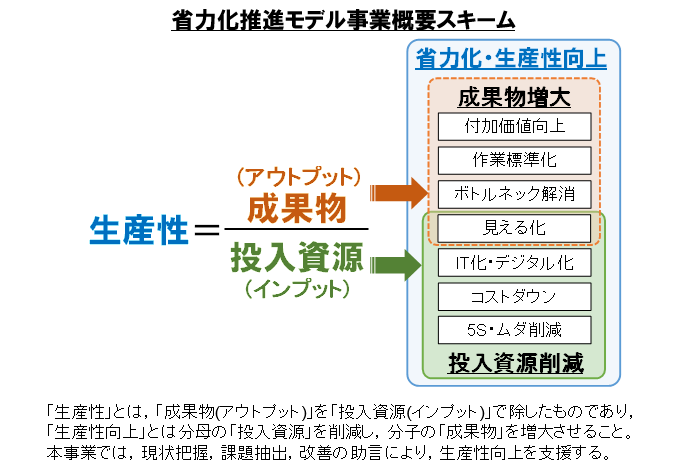 省力化推進モデル事業概要スキーム
省力化・生産性向上
成果物増大
付加価値向上
作業標準化
ボトルネック解消
見える化
IT化・デジタル化
コストダウン
5S・ムダ削減
投入資源削減
(アウトプット)
成果物
生産性=
投入資源
(インプット)
「生産性」とは,「成果物(アウトプット)」を「投入資源(インプット)」で除したものであり,
「生産性向上」とは分母の「投入資源」を削減し,分子の「成果物」を増大させること。
本事業では,現状把握,課題抽出,改善の助言により,生産性向上を支援する。